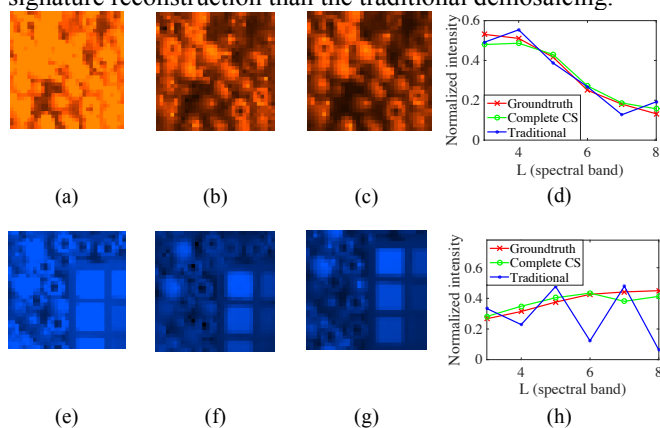 signature reconstruction than the traditional demosaicing.
0.6
0.4
0.2
0
Normalized intensity
Groundtruth
Complete CS
Traditional
4 6 8
L (spectral band)
(a) (b) (c) (d)
0.6
0.4
0.2
0
Normalized intensity
Groundtruth
Complete CS
Traditional
4 6 8
L (spectral band)
(e) (f) (g) (h)